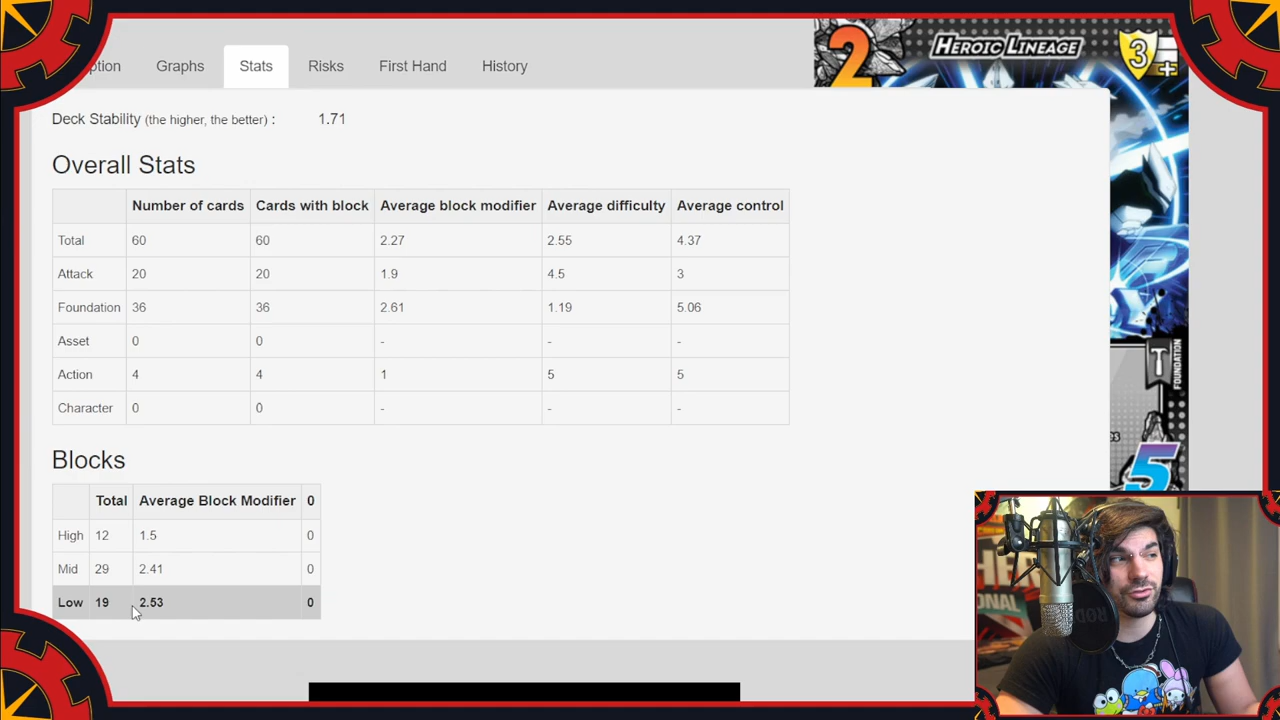 ption Graphs Stats Risks First Hand History
2 HEROIC LINEAGE 3 +
Deck Stability (the higher, the better) : 1.71
Overall Stats
Number of cards Cards with block Average block modifier Average difficulty Average control
Total 60 60 2.27 2.55 4.37
Attack 20 20 1.9 4.5 3
Foundation 36 36 2.61 1.19 5.06
Asset 0 0 - - -
Action 4 4 1 5 5
Character 0 0 - - -
FOUNDATION
es
5
Blocks
Total Average Block Modifier 0
High 12 1.5 0
Mid 29 2.41 0
Low 19 2.53 0
HER
ONAL
RØD